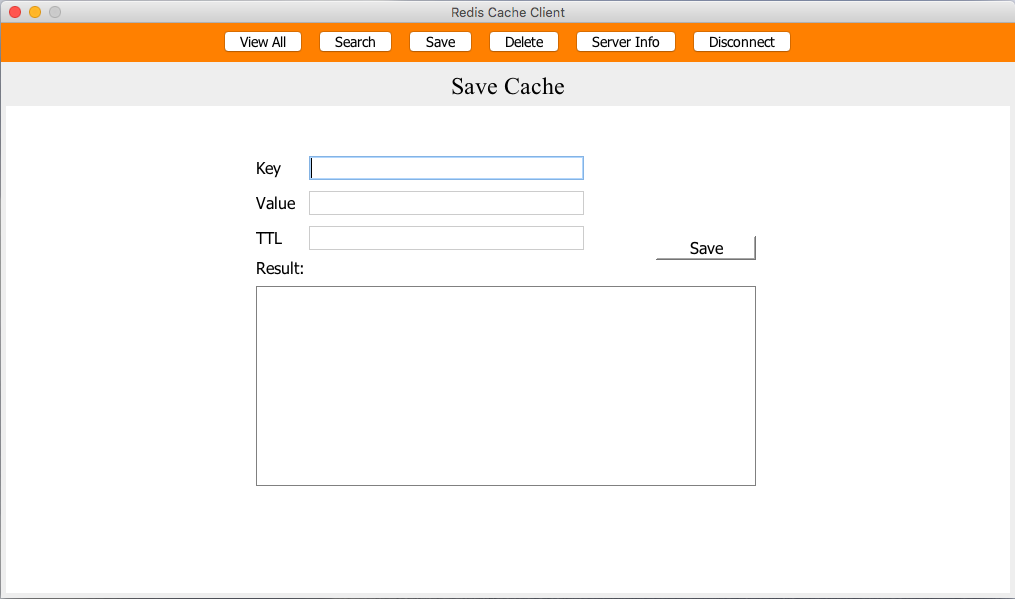 Redis Cache Client
View All Search Save Delete Server Info Disconnect
Save Cache
Key
Value
TTL
Save
Result: